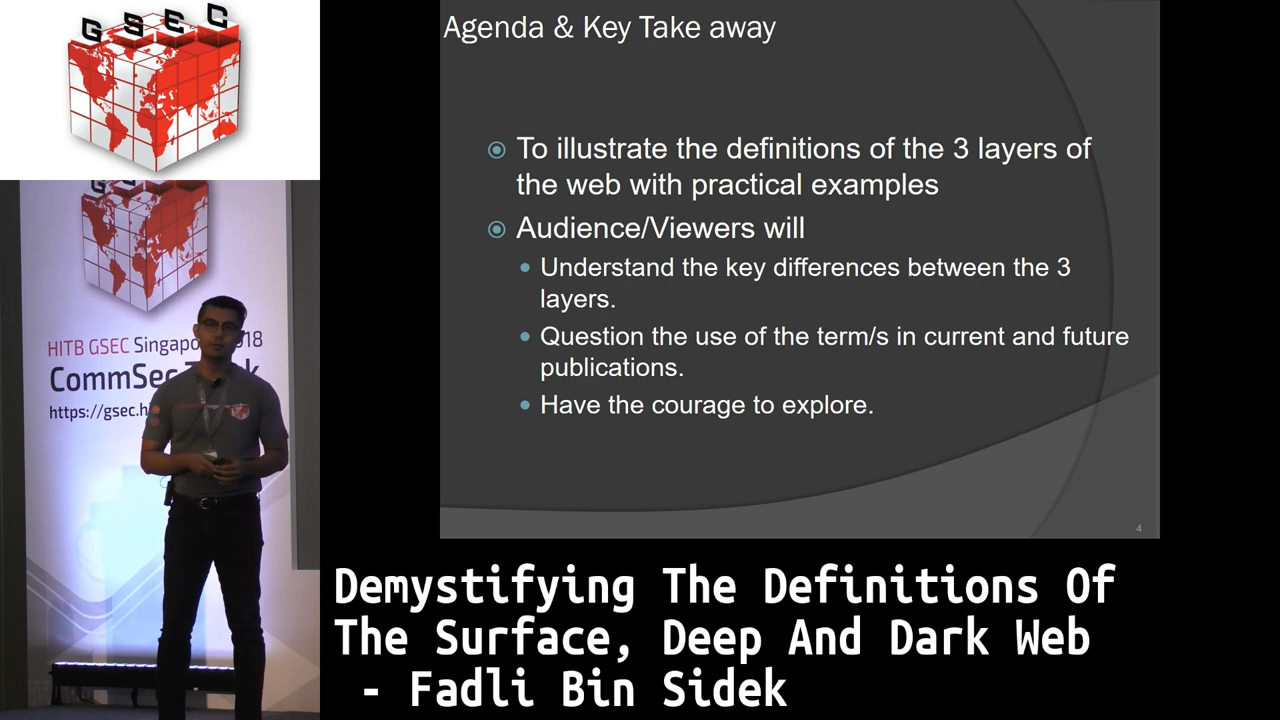 G S E C
Agenda & Key Take away
To illustrate the definitions of the 3 layers of
the web with practical examples
Audience/Viewers will
Understand the key differences between the 3
layers.
Question the use of the term/s in current and future
publications.
Have the courage to explore.
4
HITB GSEC Singapo 18
CommSec
https://gsec.h
Demystifying The Definitions Of
The Surface, Deep And Dark Web
- Fadli Bin Sidek